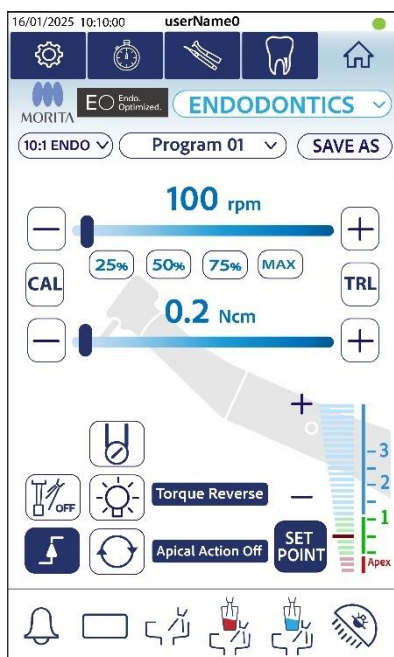 16/01/2025 10:10:00 userName0
MORITA
EO Endo. Optimized.
ENDODONTICS
10:1 ENDO
Program 01
SAVE AS
100 rpm
25% 50% 75% MAX
CAL
TRL
0.2 Ncm
3
2
1
OFF
Torque Reverse
Apical Action Off
SET
POINT
Apex